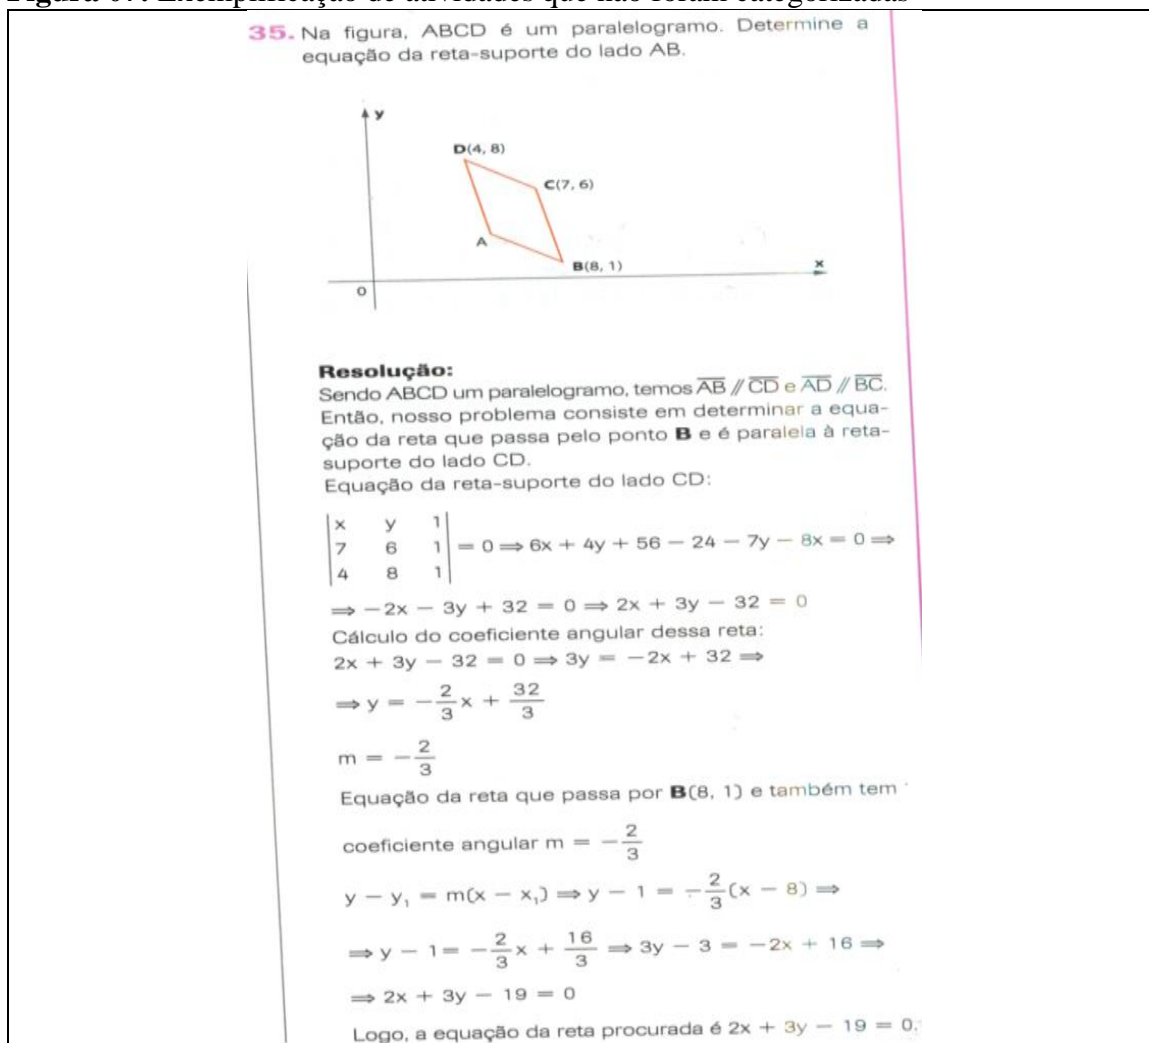 35. Na figura, ABCD é um paralelogramo. Determine a
equação da reta-suporte do lado AB.
y
D(4, 8)
C(7, 6)
A
B(8, 1)
x
0
Resolução:
Sendo ABCD um paralelogramo, temos A̅B̅ // C̅D̅ e A̅D̅ // B̅C̅.
Então, nosso problema consiste em determinar a equa-
ção da reta que passa pelo ponto B e é paralela à reta-
suporte do lado CD.
Equação da reta-suporte do lado CD:
|x y 1|
|7 6 1| = 0 ⇒ 6x + 4y + 56 − 24 − 7y − 8x = 0 ⇒
|4 8 1|
⇒ −2x − 3y + 32 = 0 ⇒ 2x + 3y − 32 = 0
Cálculo do coeficiente angular dessa reta:
2x + 3y − 32 = 0 ⇒ 3y = −2x + 32 ⇒
⇒ y = −2/3 x + 32/3
m = −2/3
Equação da reta que passa por B(8, 1) e também tem
coeficiente angular m = −2/3
y − y₁ = m(x − x₁) ⇒ y − 1 = −2/3 (x − 8) ⇒
⇒ y − 1 = −2/3 x + 16/3 ⇒ 3y − 3 = −2x + 16 ⇒
⇒ 2x + 3y − 19 = 0
Logo, a equação da reta procurada é 2x + 3y − 19 = 0.